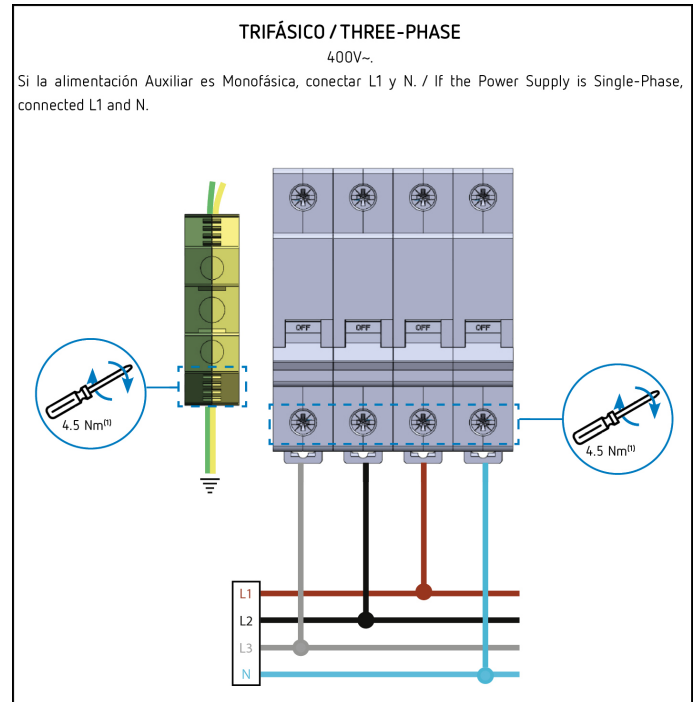 TRIFÁSICO / THREE-PHASE
400V~.
Si la alimentación Auxiliar es Monofásica, conectar L1 y N. / If the Power Supply is Single-Phase,
connected L1 and N.
OFF OFF OFF OFF
4.5 Nm⁽¹⁾
4.5 Nm⁽¹⁾
L1
L2
L3
N